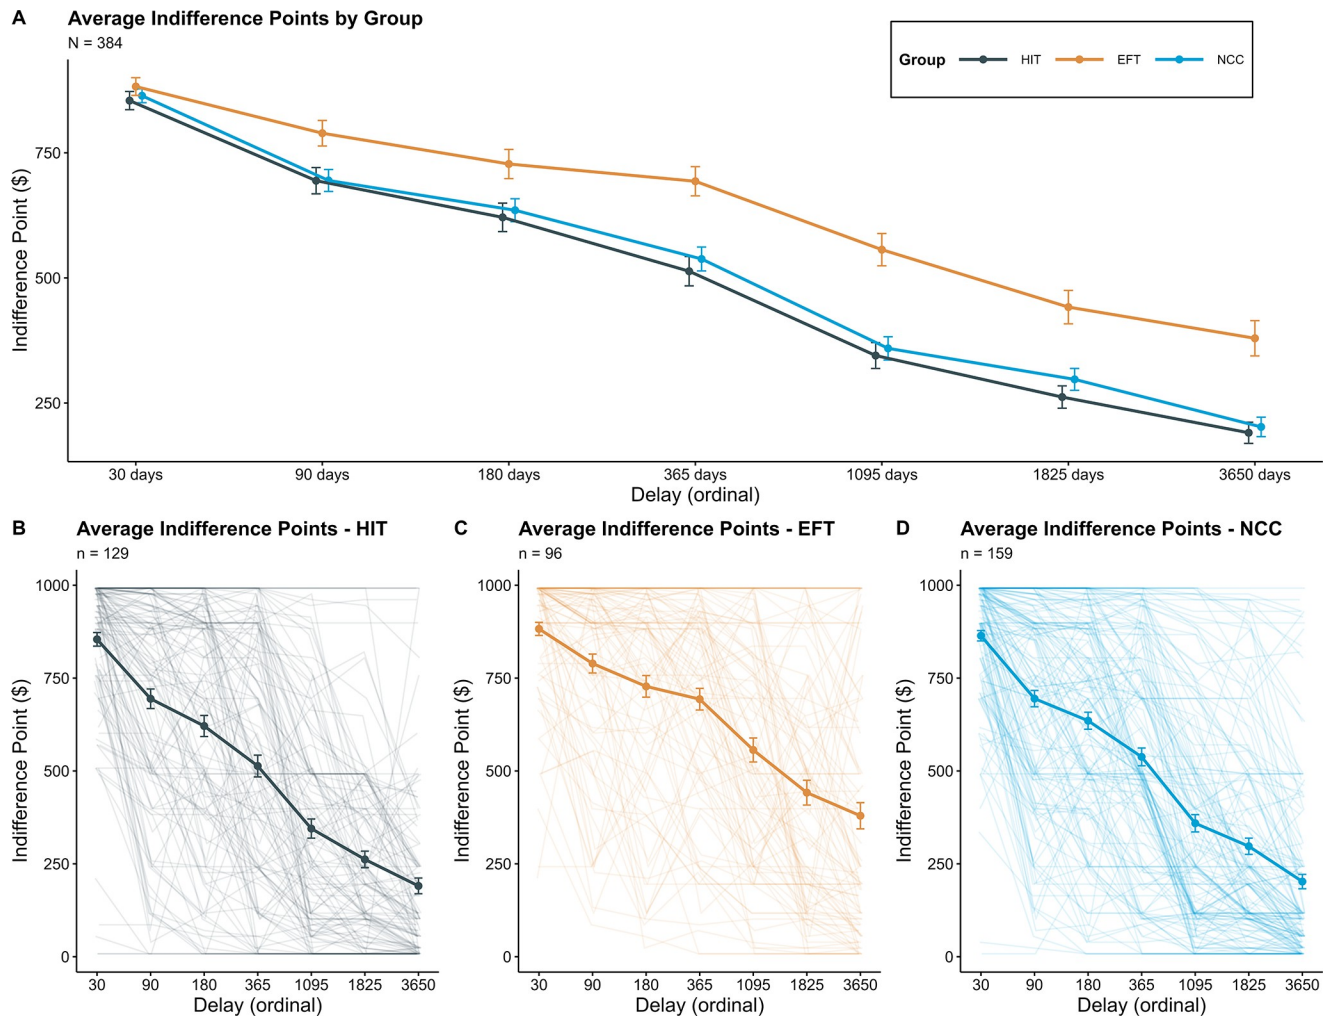 A
Average Indifference Points by Group
N = 384
Group HIT EFT NCC
Indifference Point ($)
750
500
250
30 days 90 days 180 days 365 days 1095 days 1825 days 3650 days
Delay (ordinal)
B
Average Indifference Points - HIT
n = 129
Indifference Point ($)
1000
750
500
250
0
30 90 180 365 1095 1825 3650
Delay (ordinal)
C
Average Indifference Points - EFT
n = 96
Indifference Point ($)
1000
750
500
250
0
30 90 180 365 1095 1825 3650
Delay (ordinal)
D
Average Indifference Points - NCC
n = 159
Indifference Point ($)
1000
750
500
250
0
30 90 180 365 1095 1825 3650
Delay (ordinal)